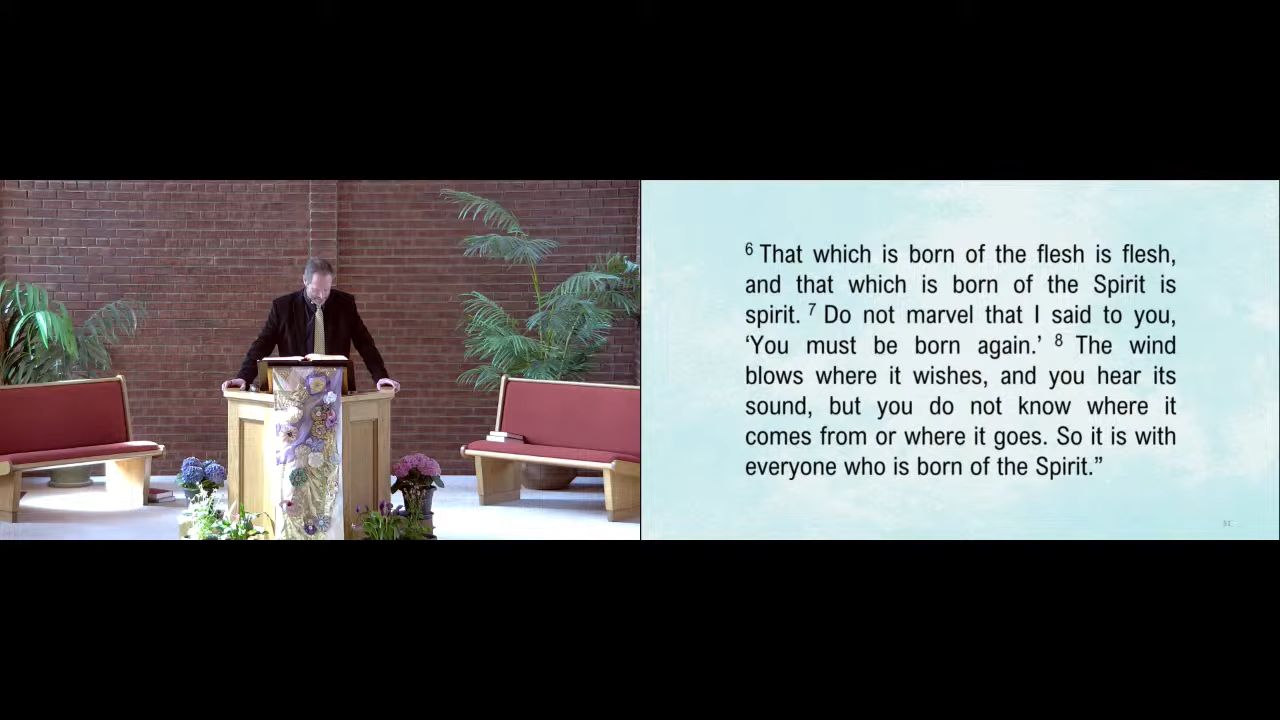 ⁶ That which is born of the flesh is flesh,
and that which is born of the Spirit is
spirit. ⁷ Do not marvel that I said to you,
‘You must be born again.’ ⁸ The wind
blows where it wishes, and you hear its
sound, but you do not know where it
comes from or where it goes. So it is with
everyone who is born of the Spirit.”